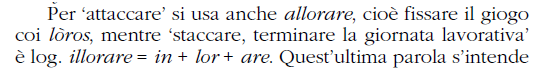 Per ‘attaccare’ si usa anche allorare, cioè fissare il giogo
coi lòros, mentre ‘staccare, terminare la giornata lavorativa’
è log. illorare = in + lor + are. Quest’ultima parola s’intende